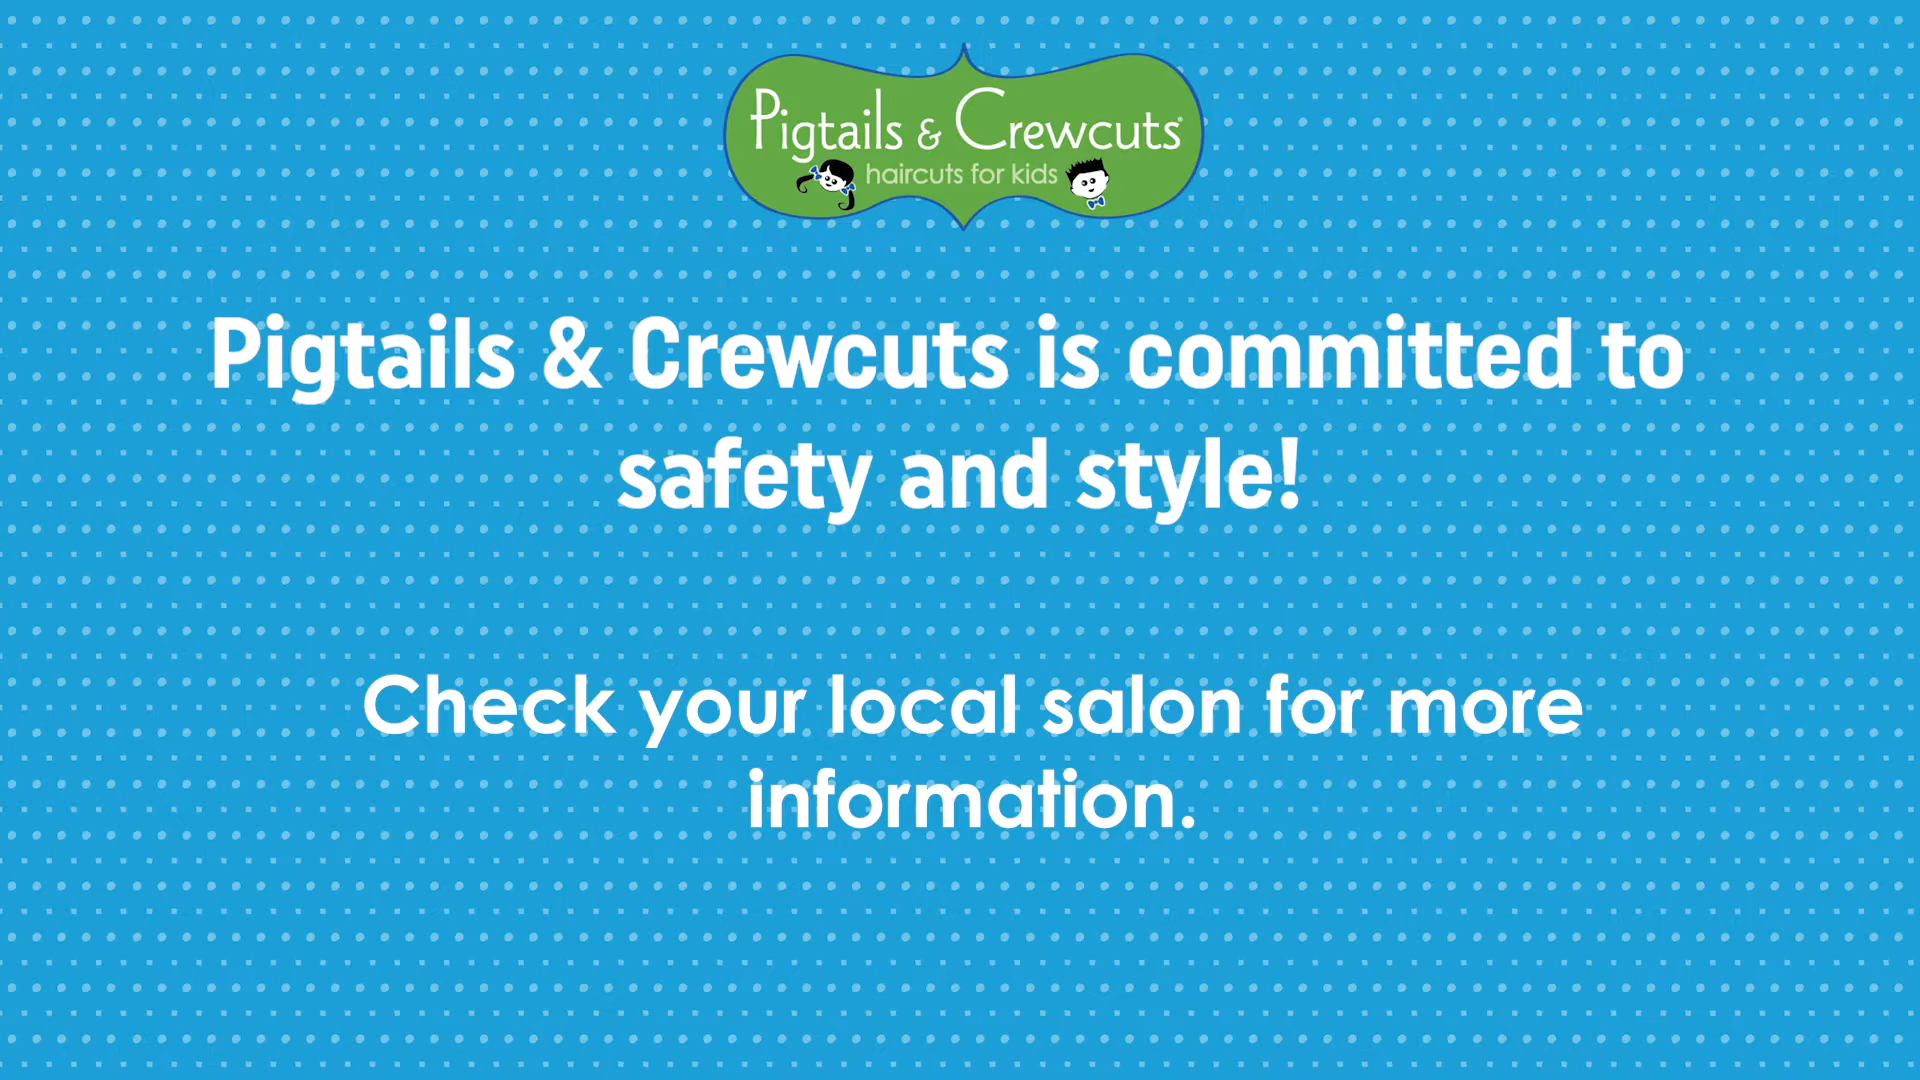 Pigtails & Crewcuts®
haircuts for kids
Pigtails & Crewcuts is committed to
safety and style!
Check your local salon for more
information.